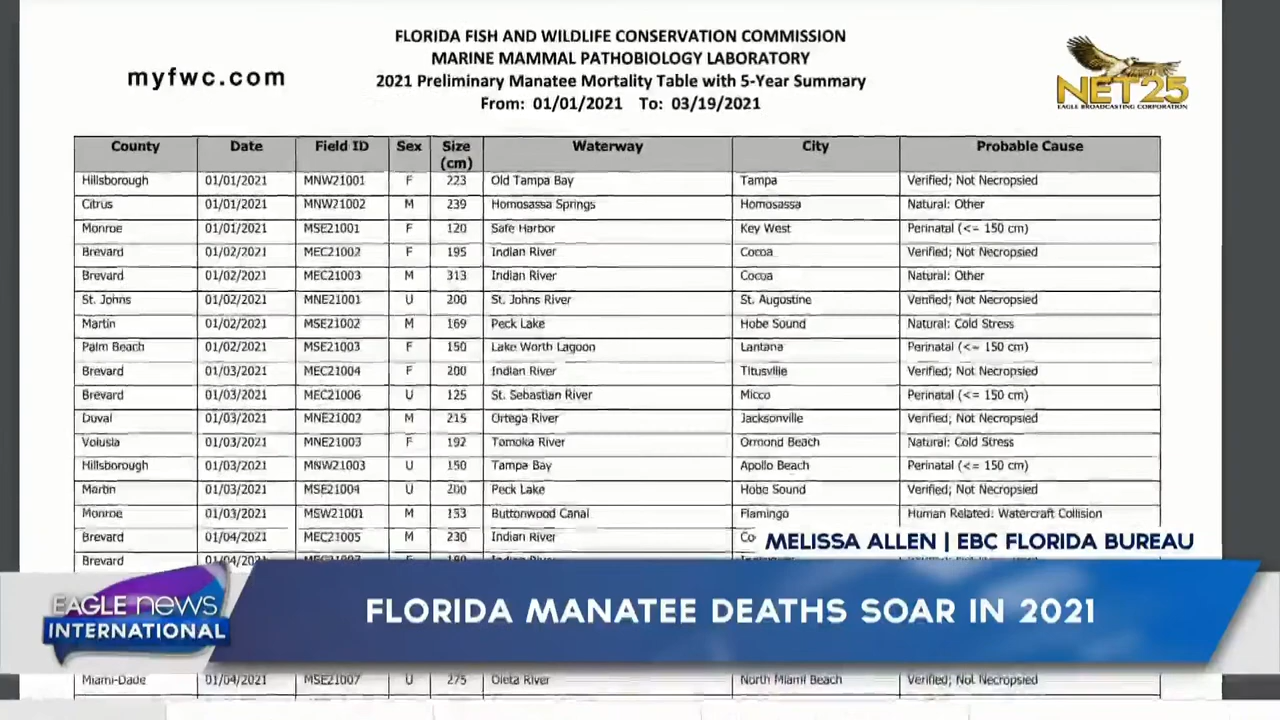 FLORIDA FISH AND WILDLIFE CONSERVATION COMMISSION
MARINE MAMMAL PATHOBIOLOGY LABORATORY
myfwc.com
2021 Preliminary Manatee Mortality Table with 5-Year Summary
From: 01/01/2021 To: 03/19/2021
NET25
EAGLE BROADCASTING CORPORATION
County Date Field ID Sex Size (cm) Waterway City Probable Cause
Hillsborough 01/01/2021 MNW21001 F 223 Old Tampa Bay Tampa Verified; Not Necropsied
Citrus 01/01/2021 MNW21002 M 239 Homosassa Springs Homosassa Natural: Other
Monroe 01/01/2021 MSE21001 F 120 Safe Harbor Key West Perinatal (<= 150 cm)
Brevard 01/02/2021 MEC21002 F 195 Indian River Cocoa Verified; Not Necropsied
Brevard 01/02/2021 MEC21003 M 313 Indian River Cocoa Natural: Other
St. Johns 01/02/2021 MNE21001 U 200 St. Johns River St. Augustine Verified; Not Necropsied
Martin 01/02/2021 MSE21002 M 169 Peck Lake Hobe Sound Natural: Cold Stress
Palm Beach 01/02/2021 MSE21003 F 150 Lake Worth Lagoon Lantana Perinatal (<= 150 cm)
Brevard 01/03/2021 MEC21004 F 200 Indian River Titusville Verified; Not Necropsied
Brevard 01/03/2021 MEC21006 U 125 St. Sebastian River Micco Perinatal (<= 150 cm)
Duval 01/03/2021 MNE21002 M 215 Ortega River Jacksonville Verified; Not Necropsied
Volusia 01/03/2021 MNE21003 F 192 Tomoka River Ormond Beach Natural: Cold Stress
Hillsborough 01/03/2021 MNW21003 U 150 Tampa Bay Apollo Beach Perinatal (<= 150 cm)
Martin 01/03/2021 MSE21004 U 200 Peck Lake Hobe Sound Verified; Not Necropsied
Monroe 01/03/2021 MSW21001 M 153 Buttonwood Canal Flamingo Human Related: Watercraft Collision
Brevard 01/04/2021 MEC21005 M 230 Indian River Co
MELISSA ALLEN | EBC FLORIDA BUREAU
Brevard 01/04/2021
EAGLE NEWS
INTERNATIONAL
FLORIDA MANATEE DEATHS SOAR IN 2021
Miami-Dade 01/04/2021 MSE21007 U 275 Oleta River North Miami Beach Verified; Not Necropsied